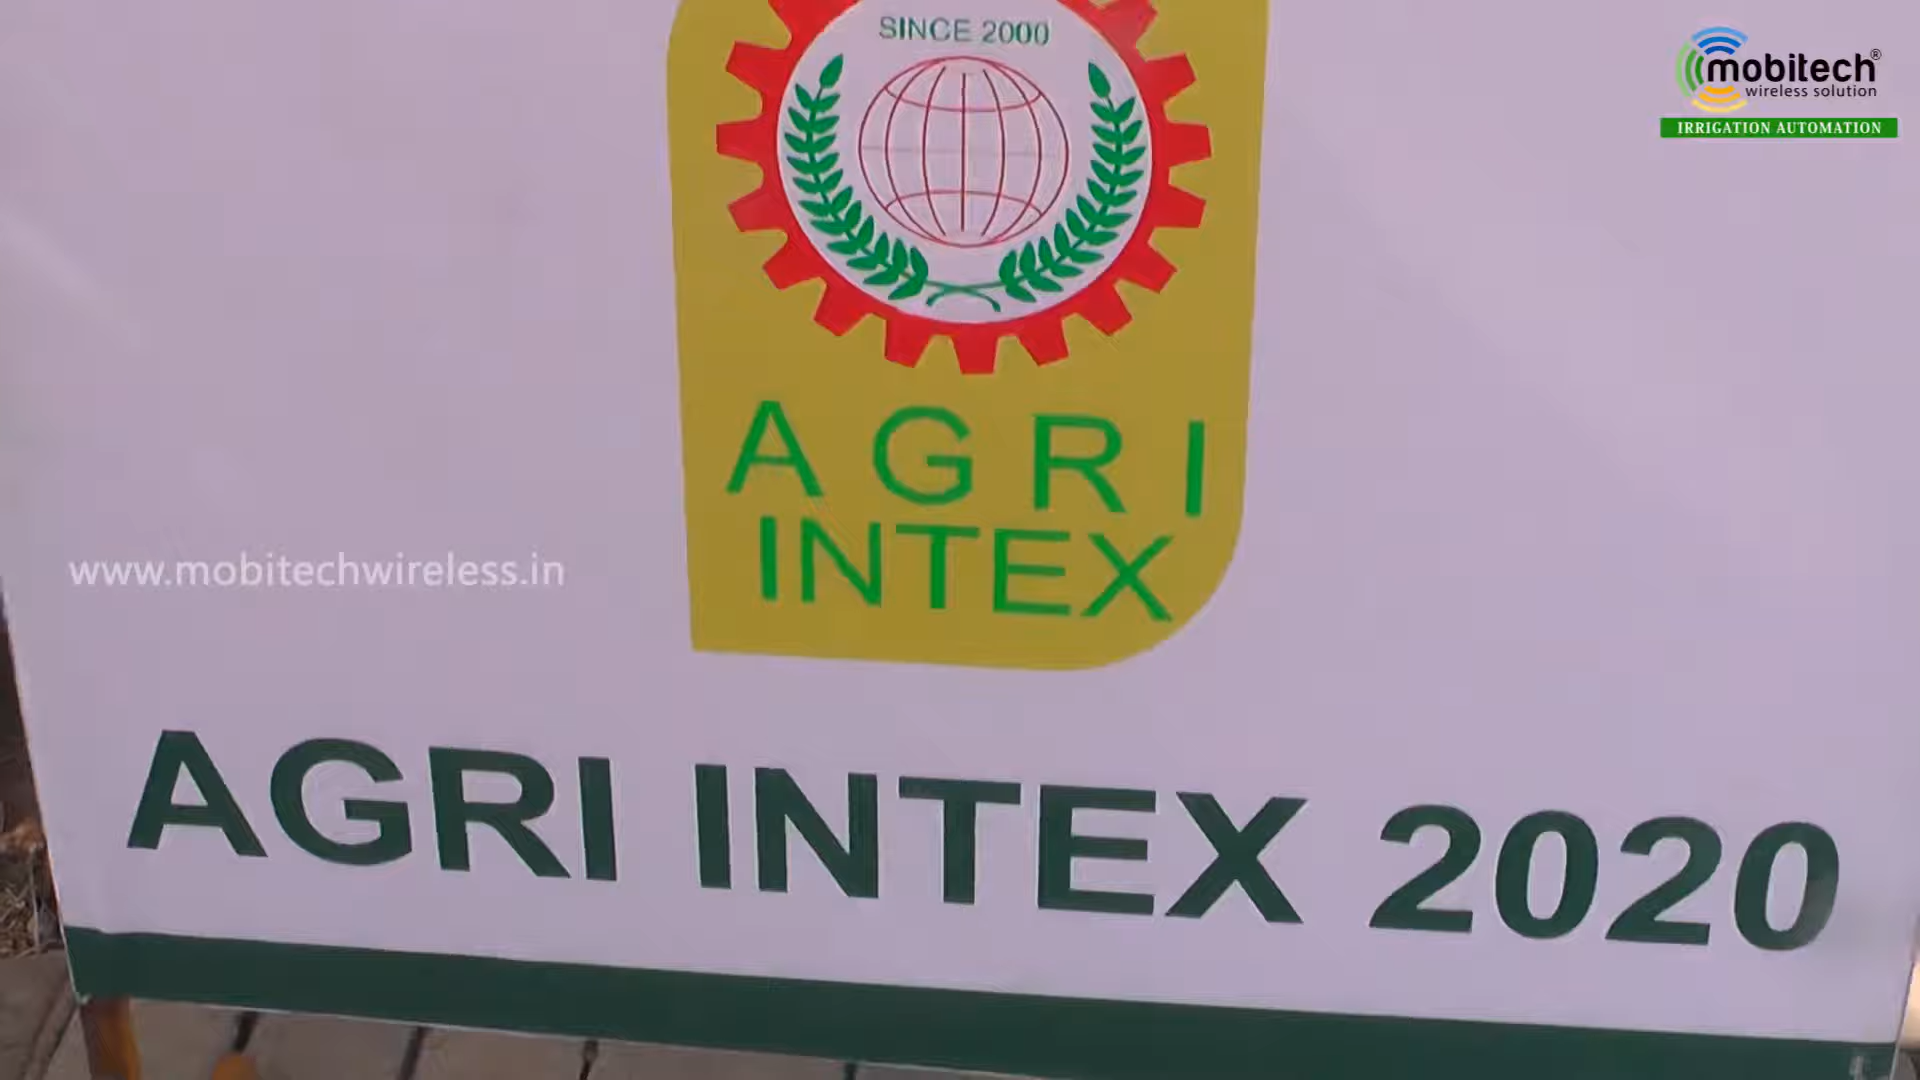 SINCE 2000
mobitech®
wireless solution
IRRIGATION AUTOMATION
AGRI
INTEX
www.mobitechwireless.in
AGRI INTEX 2020